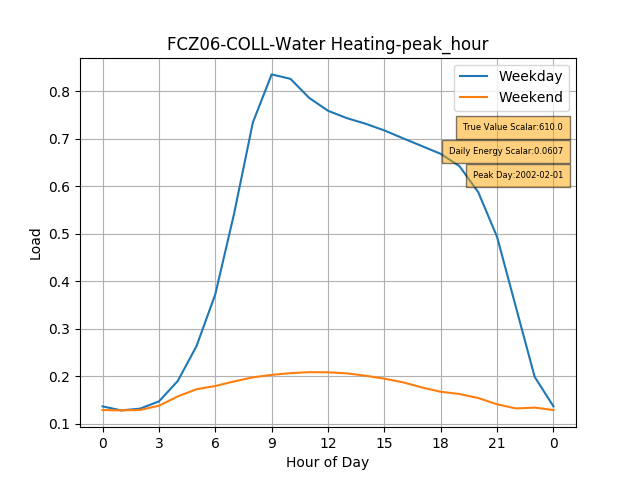 FCZ06-COLL-Water Heating-peak_hour
Weekday
Weekend
True Value Scalar:610.0
Daily Energy Scalar:0.0607
Peak Day:2002-02-01
Load
0.8
0.7
0.6
0.5
0.4
0.3
0.2
0.1
0 3 6 9 12 15 18 21 0
Hour of Day